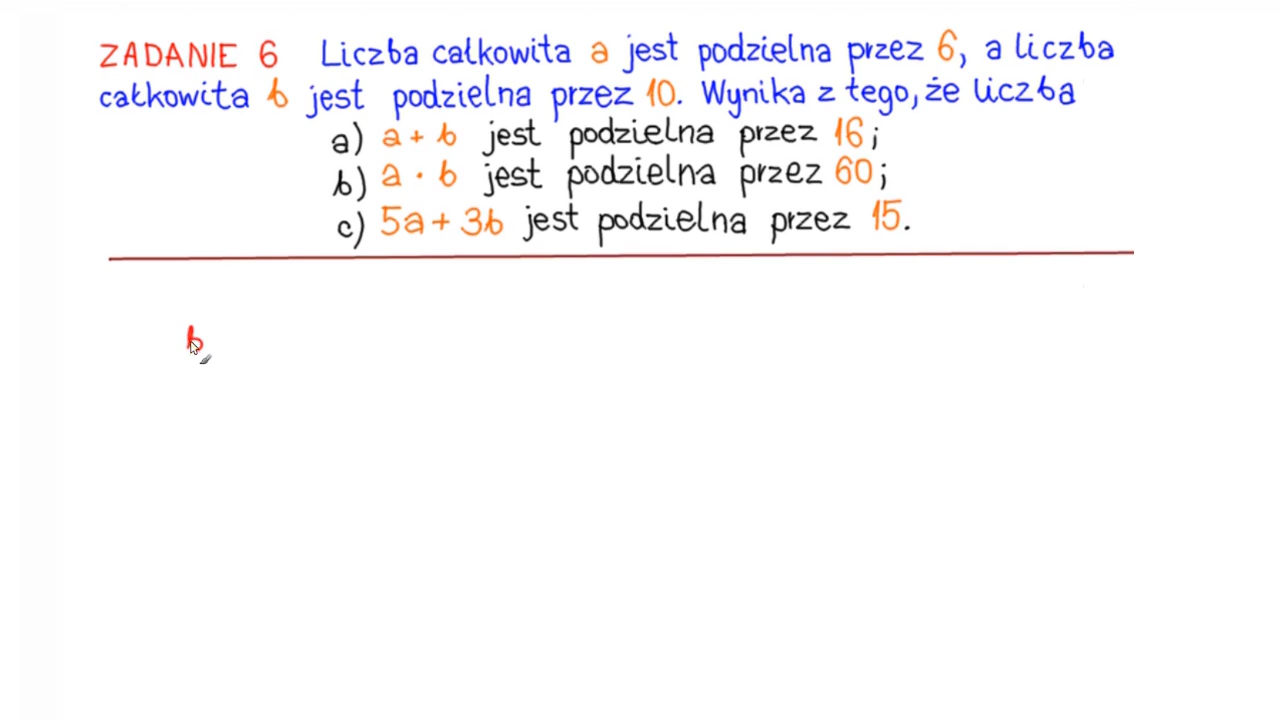 ZADANIE 6 Liczba całkowita a jest podzielna przez 6, a liczba
całkowita b jest podzielna przez 10. Wynika z tego, że liczba
a) a + b jest podzielna przez 16;
b) a · b jest podzielna przez 60;
c) 5a + 3b jest podzielna przez 15.
b